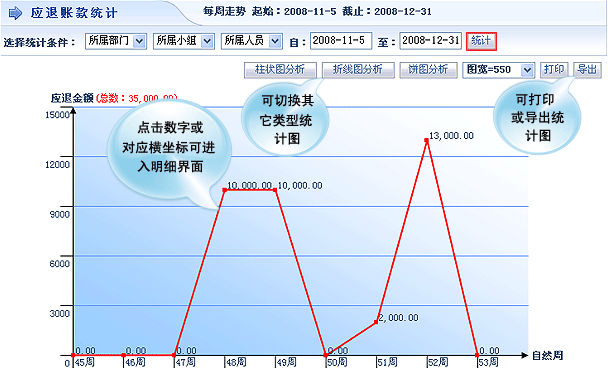 应退账款统计
每周走势 起始：2008-11-5 截止：2008-12-31
选择统计条件： 所属部门 所属小组 所属人员 自： 2008-11-5 至： 2008-12-31 统计
柱状图分析 折线图分析 饼图分析 图宽=550 打印 导出
应退金额(总数：35,000.00)
可切换其
它类型统
计图
可打印
或导出统
计图
点击数字或
对应横坐标可进
入明细界面
15000
12000
9000
6000
3000
0
0.00 0.00 0.00 10,000.00 10,000.00 0.00 2,000.00 13,000.00 0.00
45周 46周 47周 48周 49周 50周 51周 52周 53周
自然周